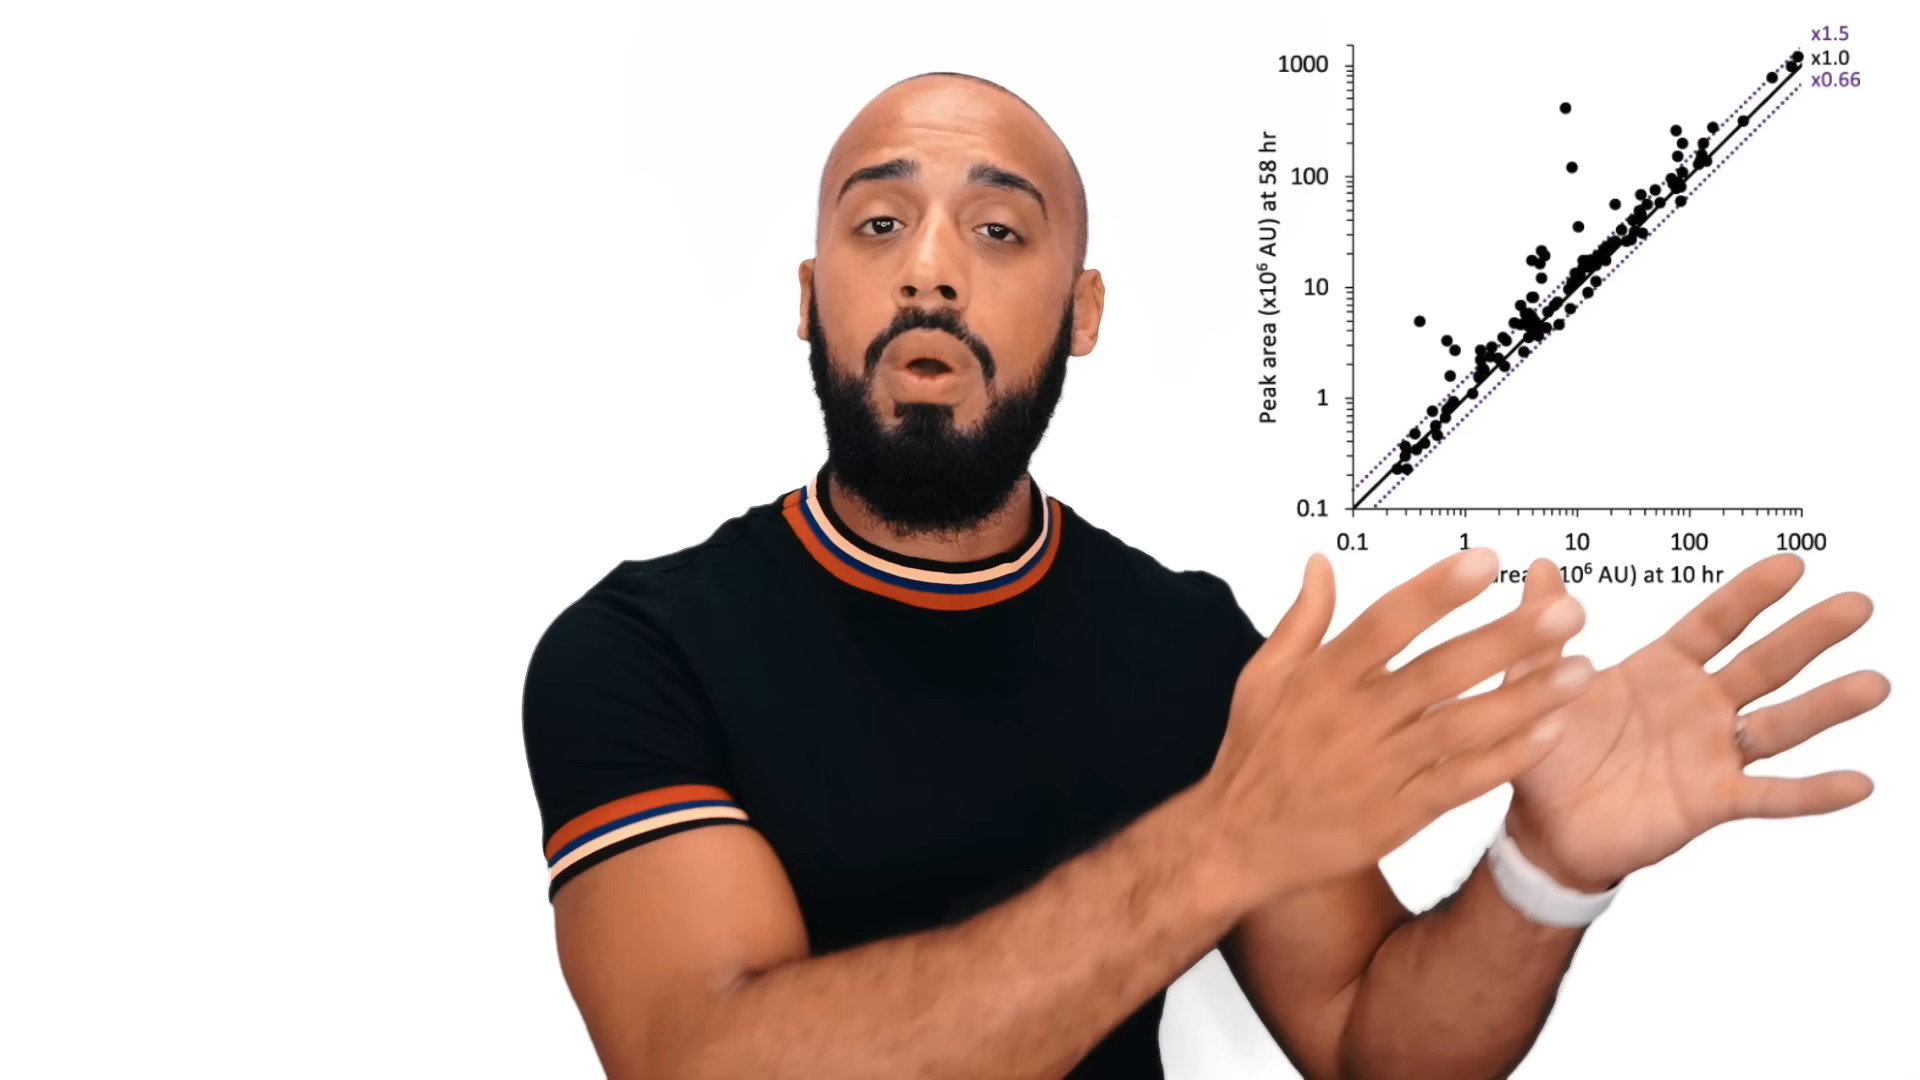 x1.5
x1.0
x0.66
1000
100
10
1
0.1
Peak area (x10⁶ AU) at 58 hr
0.1 1 10 100 1000
10⁶ AU) at 10 hr